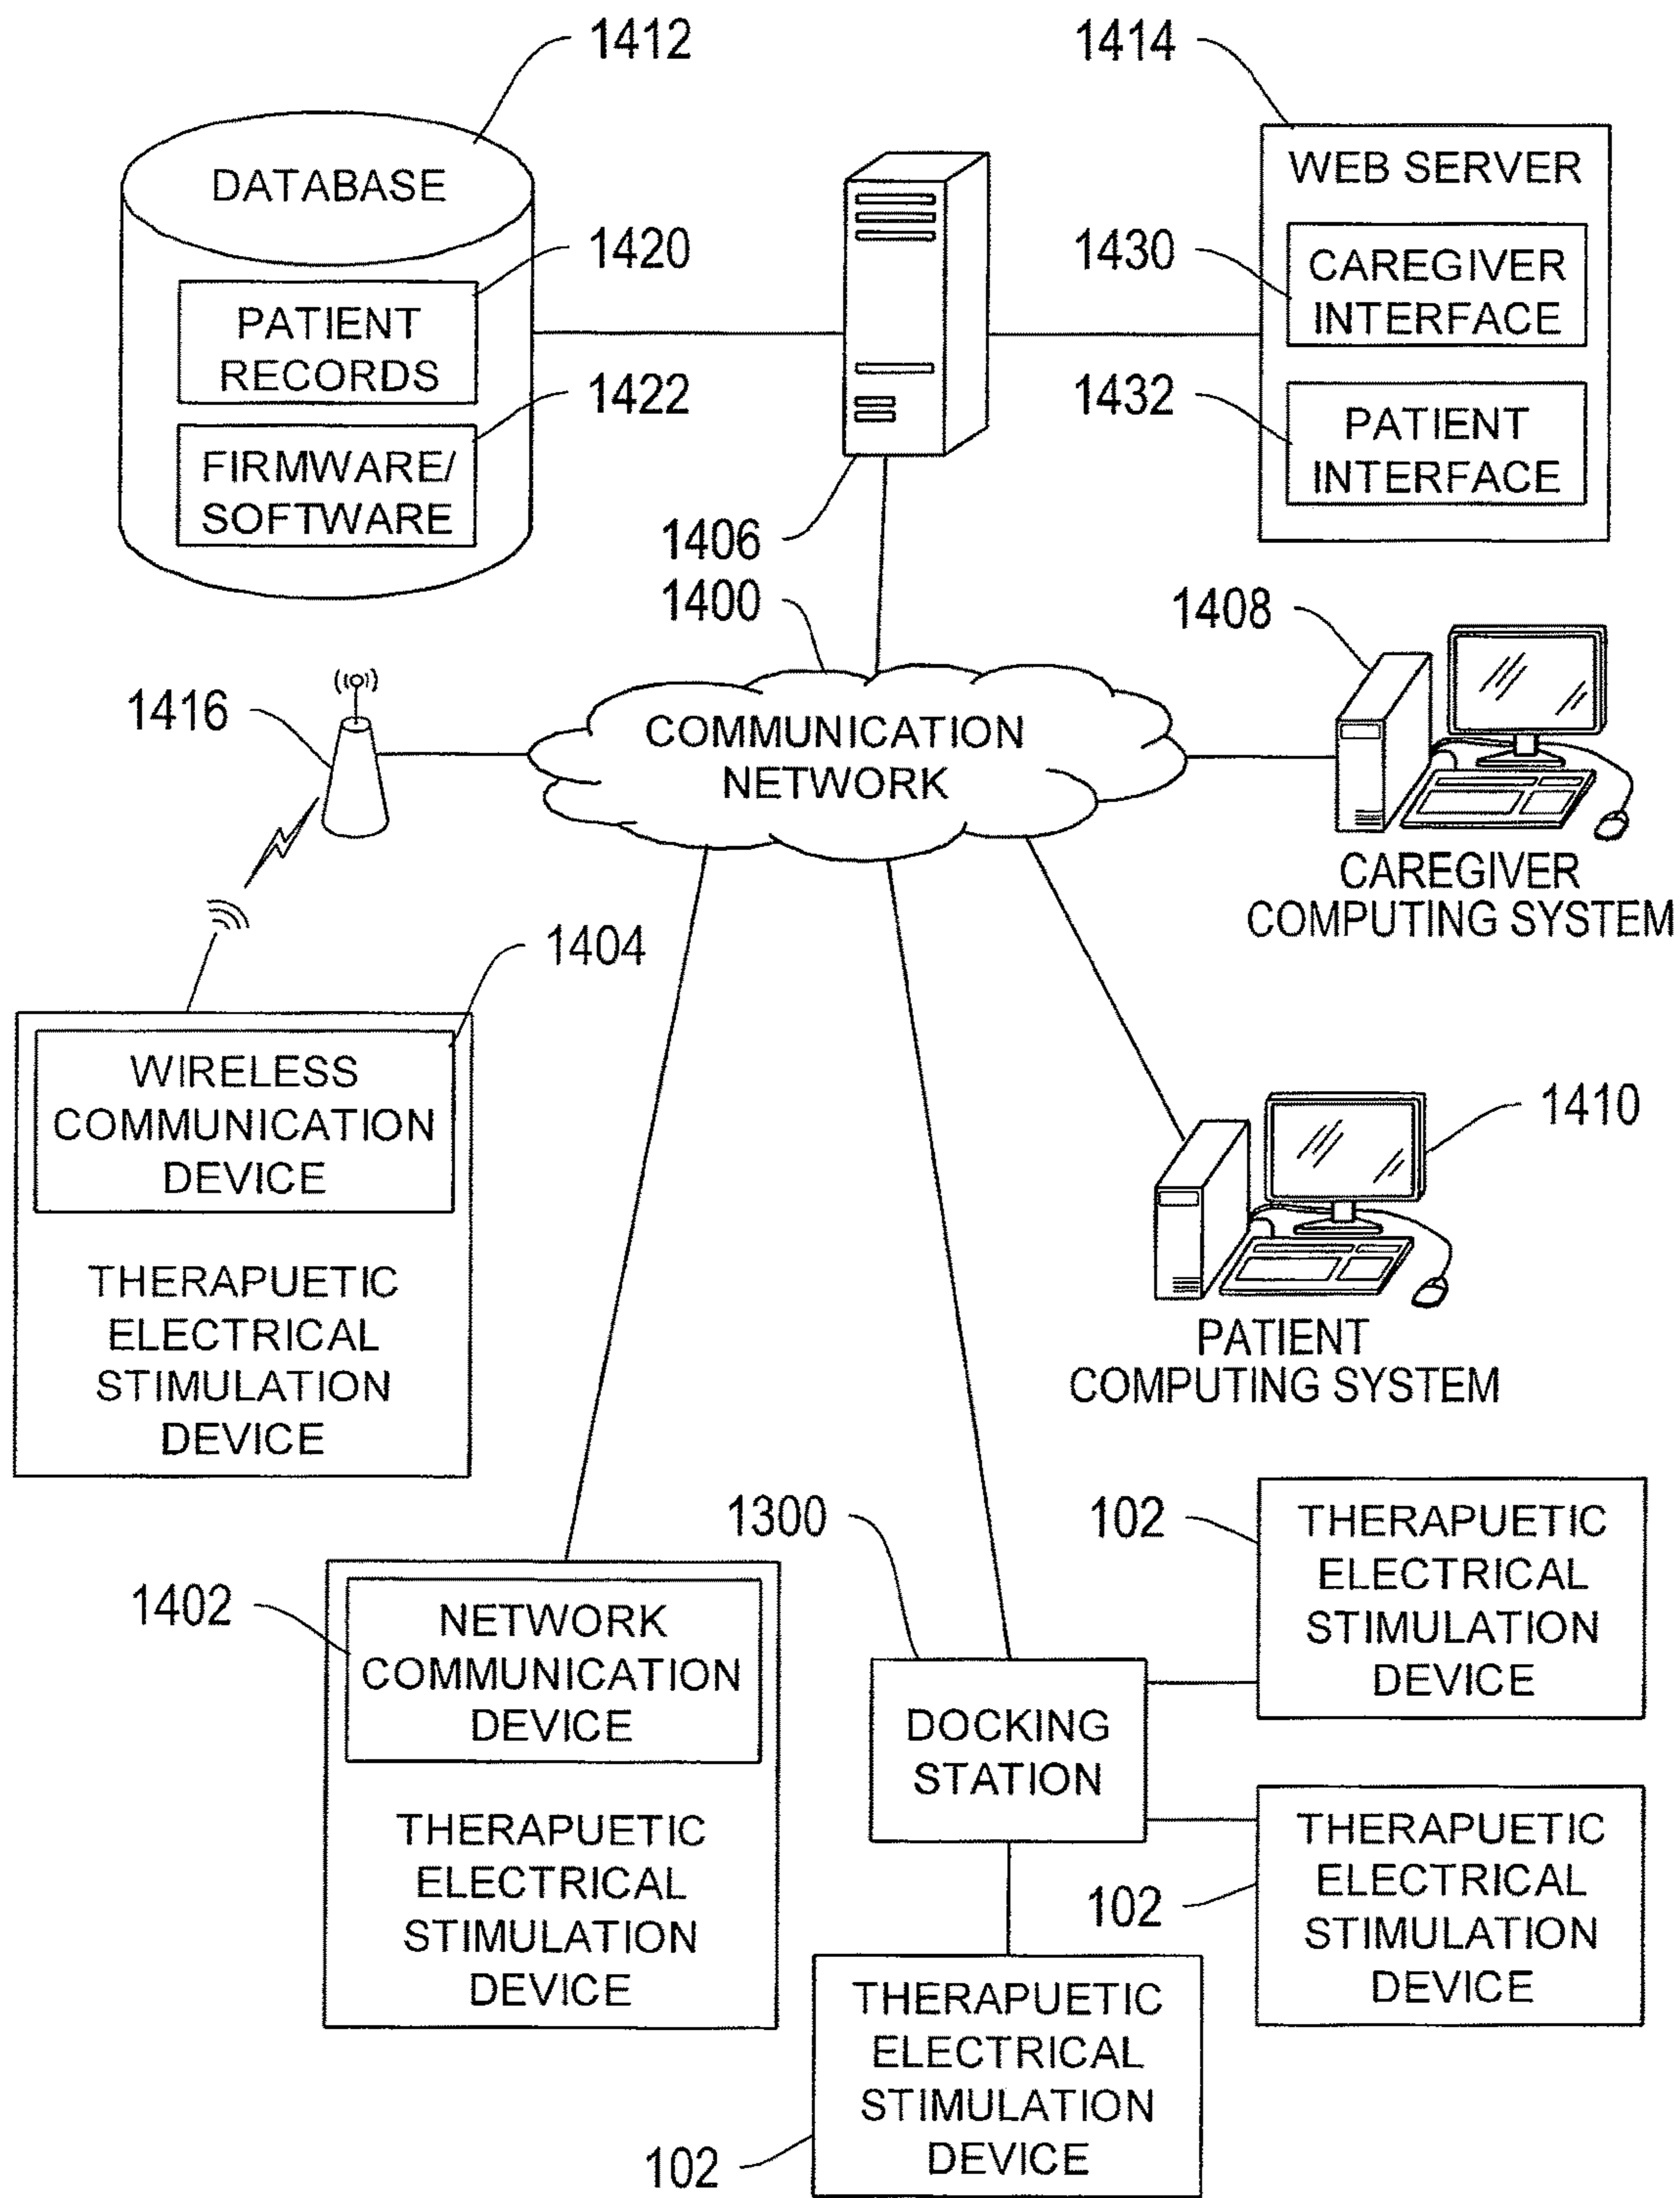 1412
1414
DATABASE
WEB SERVER
1420
1430
CAREGIVER
INTERFACE
PATIENT
RECORDS
1422
1432
PATIENT
INTERFACE
FIRMWARE/
SOFTWARE
1406
1400
1408
1416
COMMUNICATION
NETWORK
CAREGIVER
COMPUTING SYSTEM
1404
WIRELESS
COMMUNICATION
DEVICE
THERAPUETIC
ELECTRICAL
STIMULATION
DEVICE
1410
PATIENT
COMPUTING SYSTEM
1300
102
THERAPUETIC
ELECTRICAL
STIMULATION
DEVICE
1402
NETWORK
COMMUNICATION
DEVICE
THERAPUETIC
ELECTRICAL
STIMULATION
DEVICE
DOCKING
STATION
102
THERAPUETIC
ELECTRICAL
STIMULATION
DEVICE
102
THERAPUETIC
ELECTRICAL
STIMULATION
DEVICE